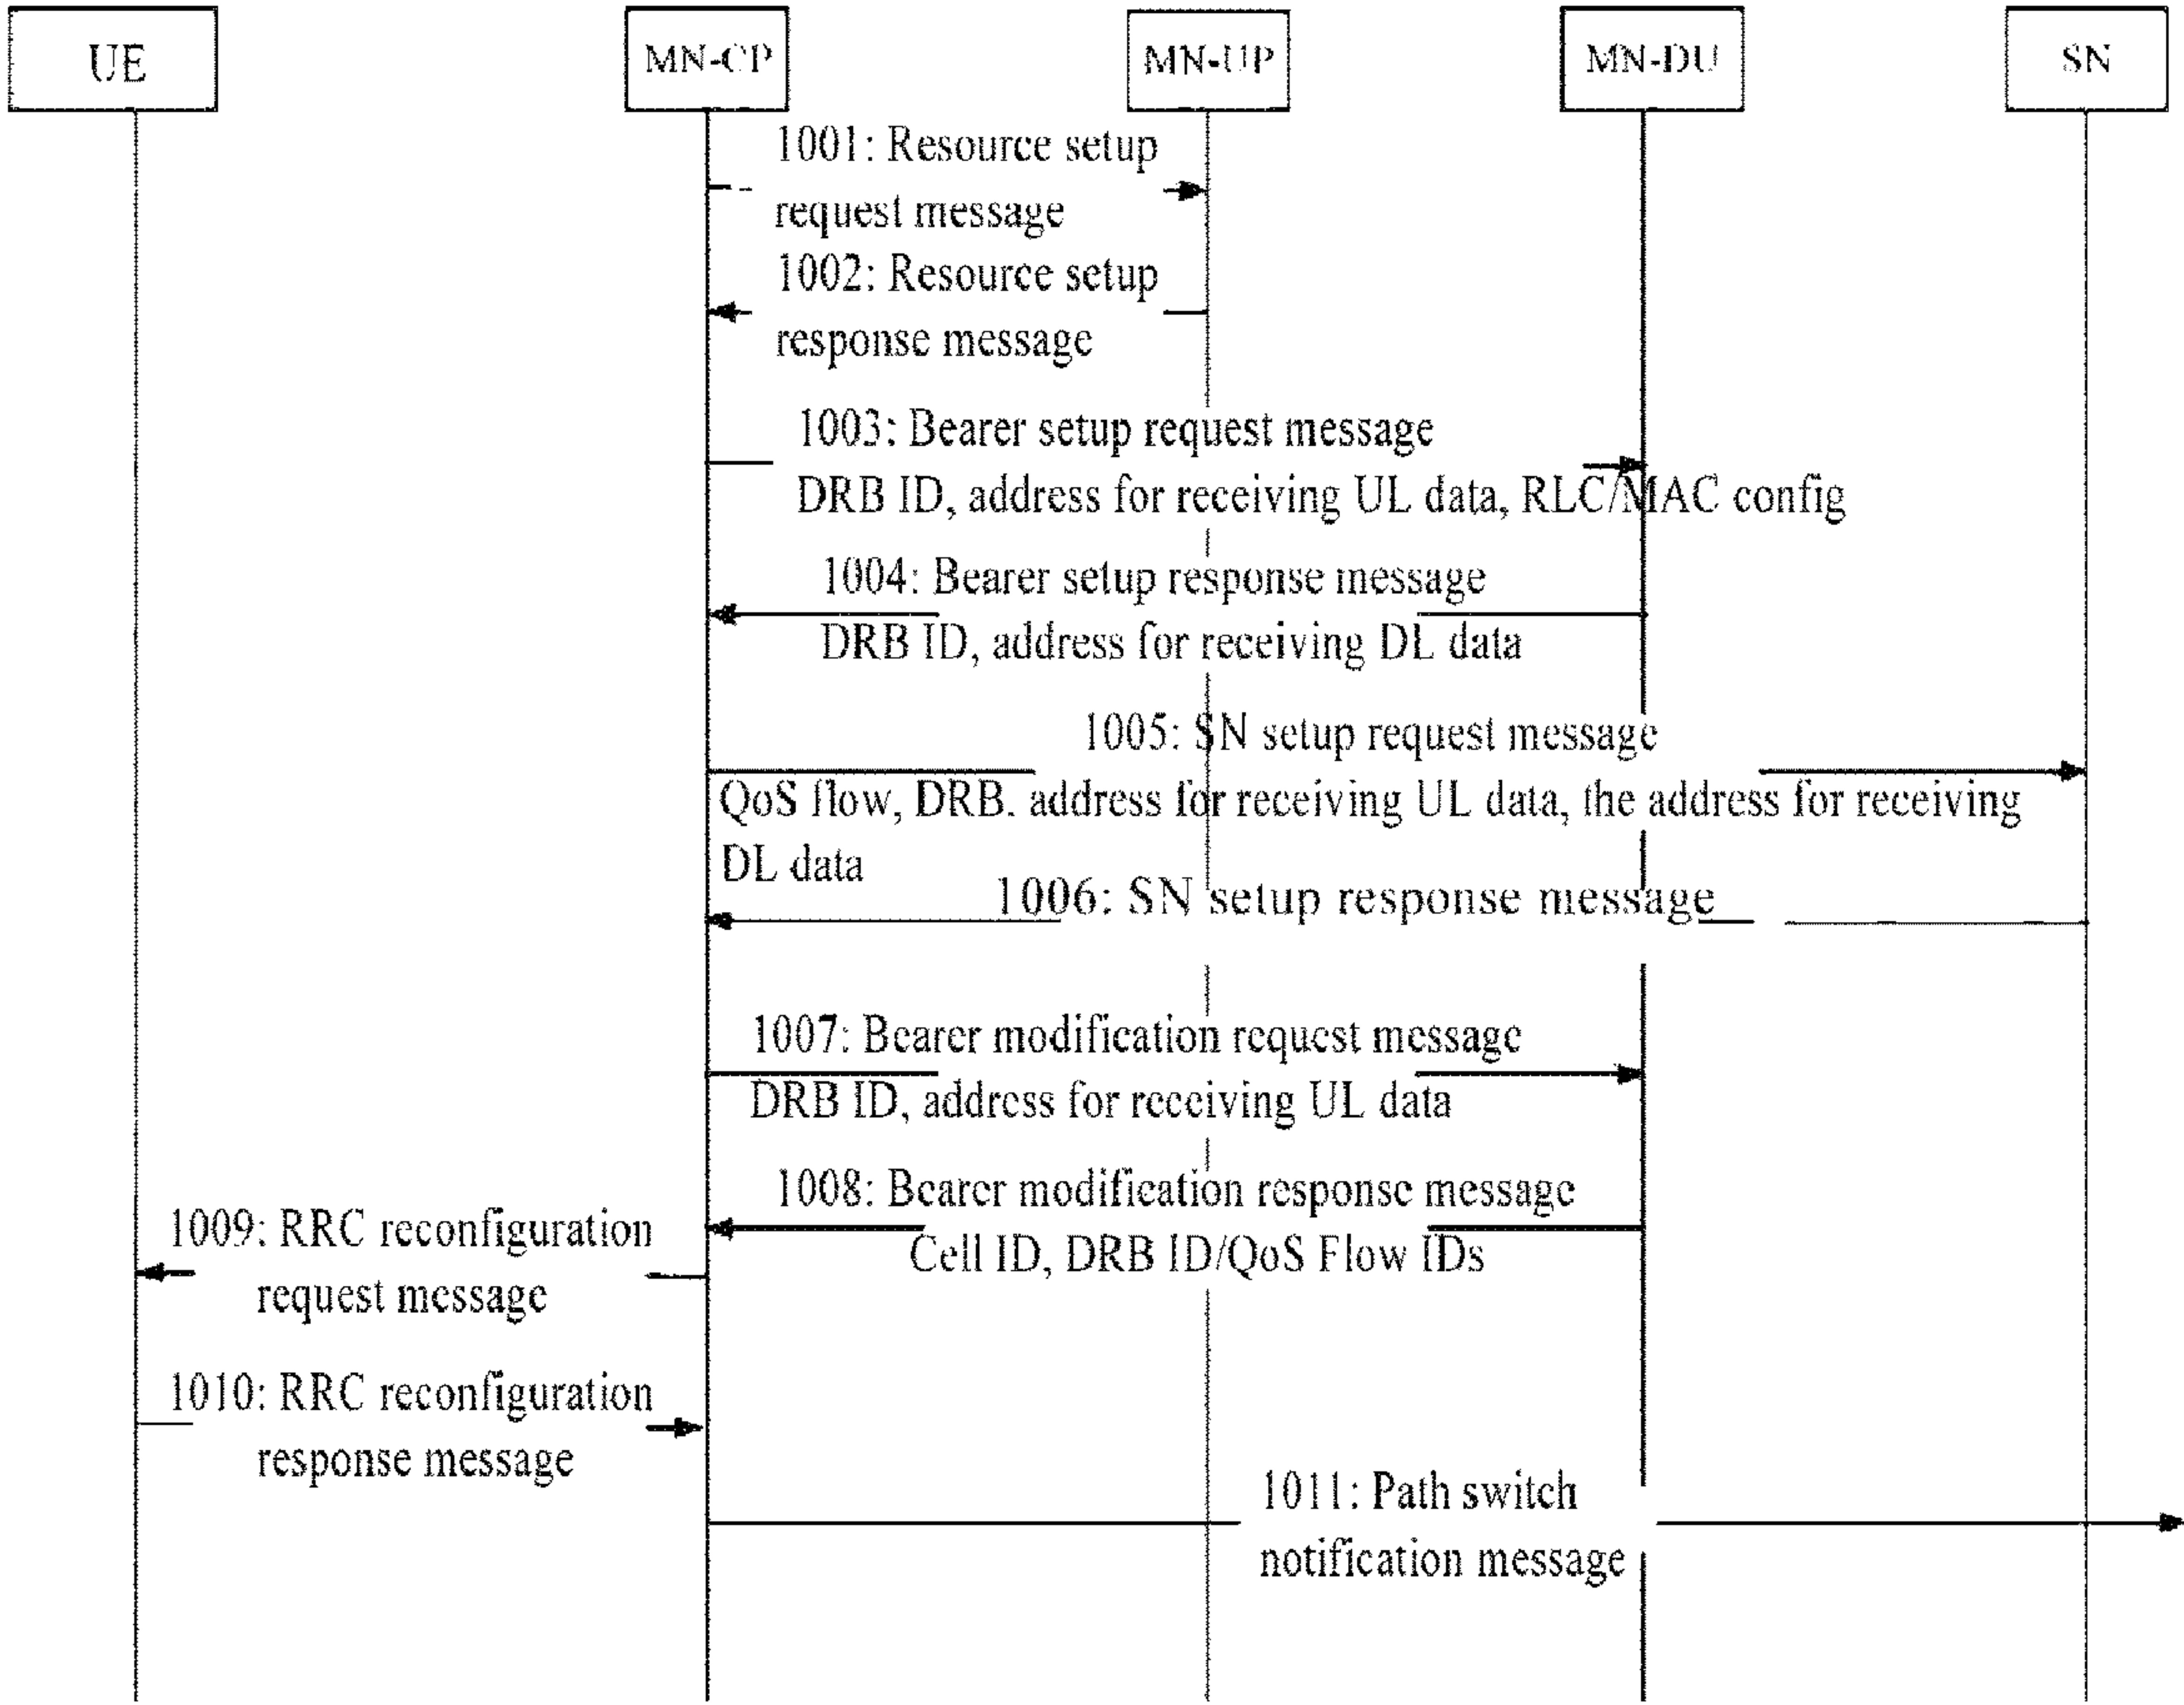 UE
MN-CP
MN-UP
MN-DU
SN
1001: Resource setup
request message
1002: Resource setup
response message
1003: Bearer setup request message
DRB ID, address for receiving UL data, RLC/MAC config
1004: Bearer setup response message
DRB ID, address for receiving DL data
1005: SN setup request message
QoS flow, DRB. address for receiving UL data, the address for receiving
DL data
1006: SN setup response message
1007: Bearer modification request message
DRB ID, address for receiving UL data
1008: Bearer modification response message
Cell ID, DRB ID/QoS Flow IDs
1009: RRC reconfiguration
request message
1010: RRC reconfiguration
response message
1011: Path switch
notification message